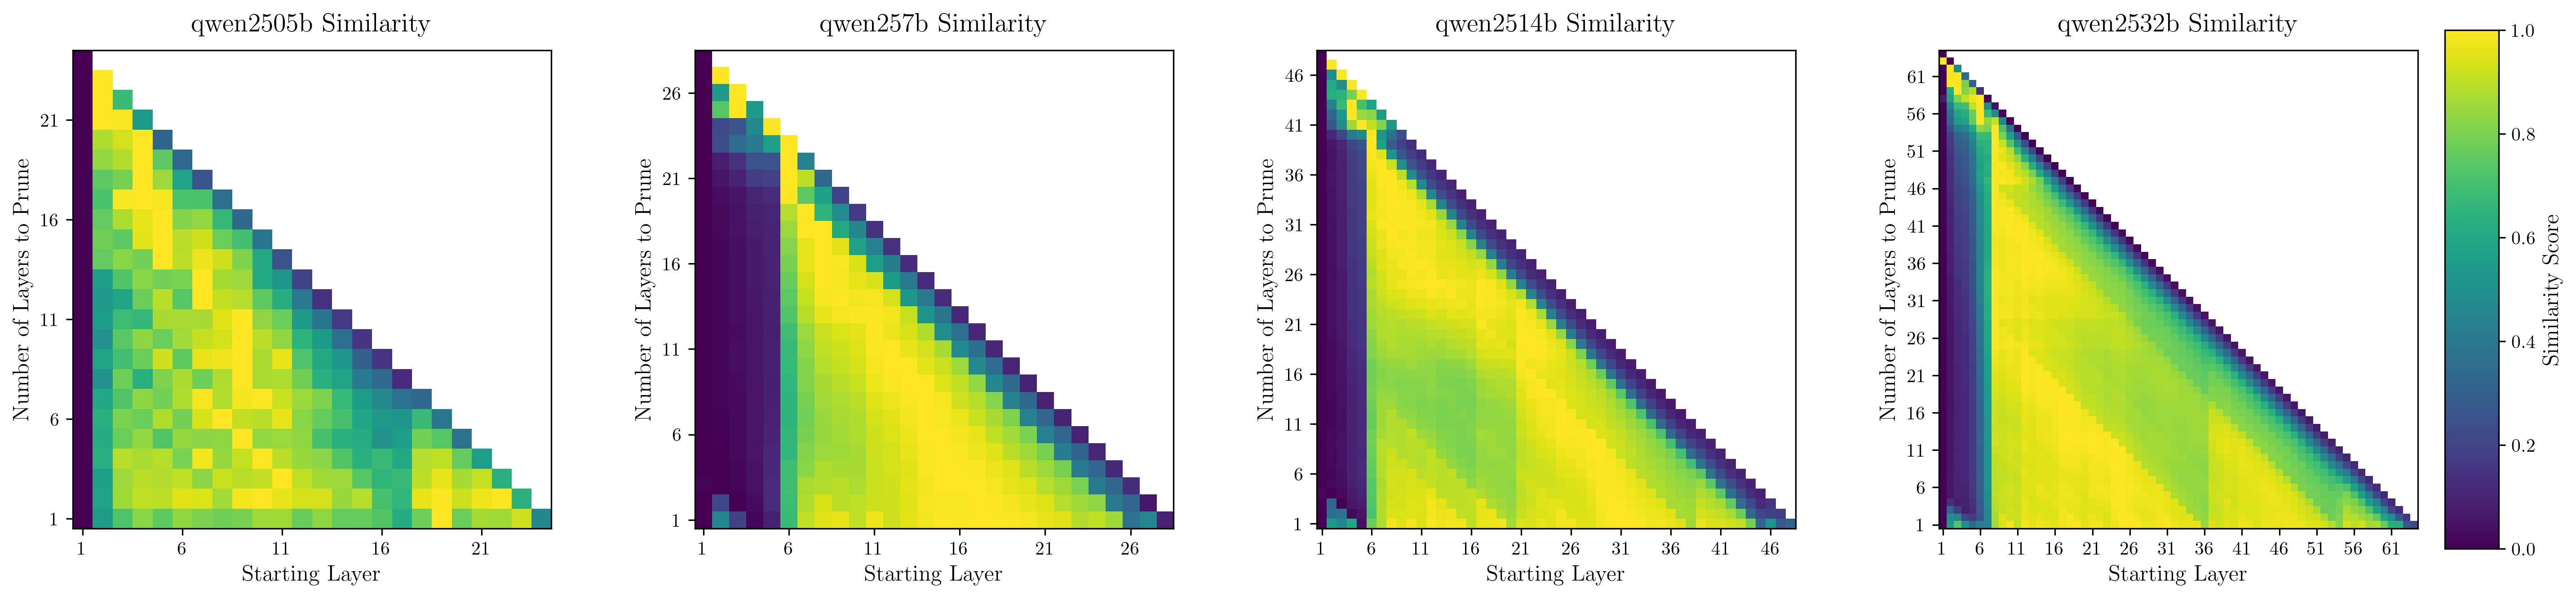 qwen2505b Similarity
Number of Layers to Prune
21
16
11
6
1
1 6 11 16 21
Starting Layer
qwen257b Similarity
Number of Layers to Prune
26
21
16
11
6
1
1 6 11 16 21 26
Starting Layer
qwen2514b Similarity
Number of Layers to Prune
46
41
36
31
26
21
16
11
6
1
1 6 11 16 21 26 31 36 41 46
Starting Layer
qwen2532b Similarity
Number of Layers to Prune
61
56
51
46
41
36
31
26
21
16
11
6
1
1 6 11 16 21 26 31 36 41 46 51 56 61
Starting Layer
1.0
0.8
0.6
0.4
0.2
0.0
Similarity Score